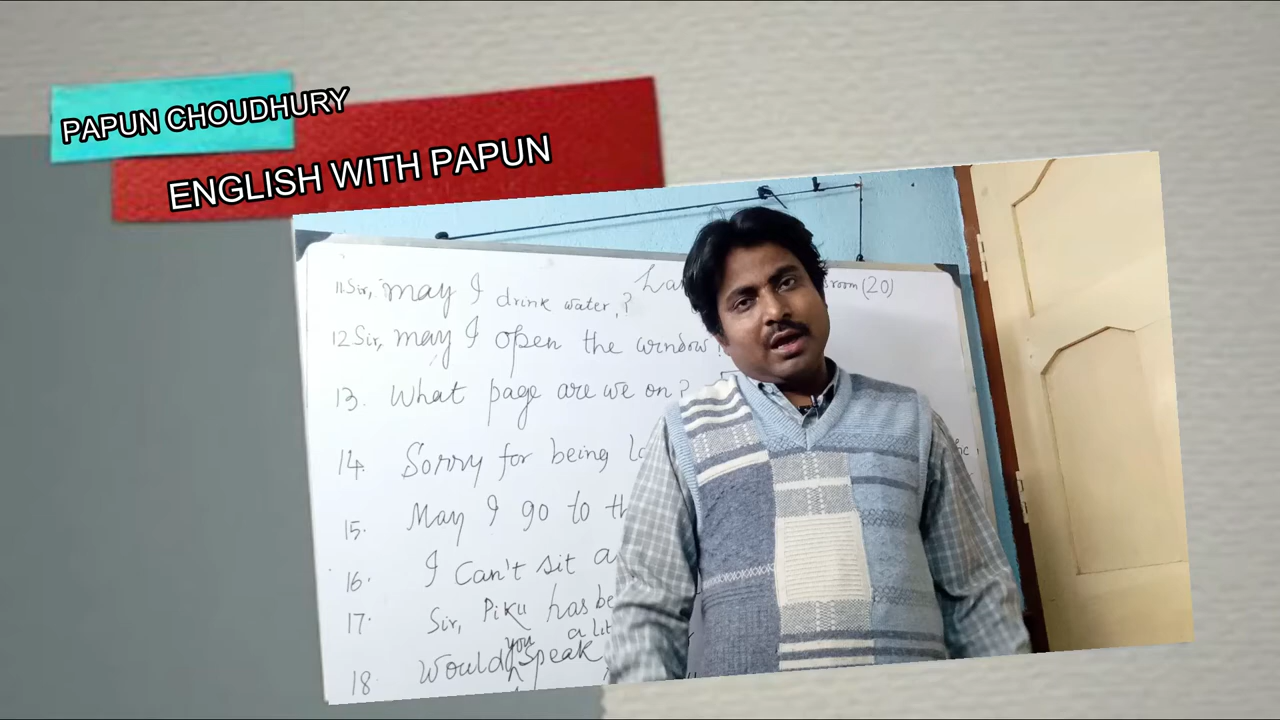 PAPUN CHOUDHURY
ENGLISH WITH PAPUN
room (20)
11. Sir, may I drink water,?
12 Sir, may I open the window
13. What page are we on?
14. Sorry for being
15. May I go to
16. I can't sit
17. Sir, Piku has be
you a lit
18. Would speak